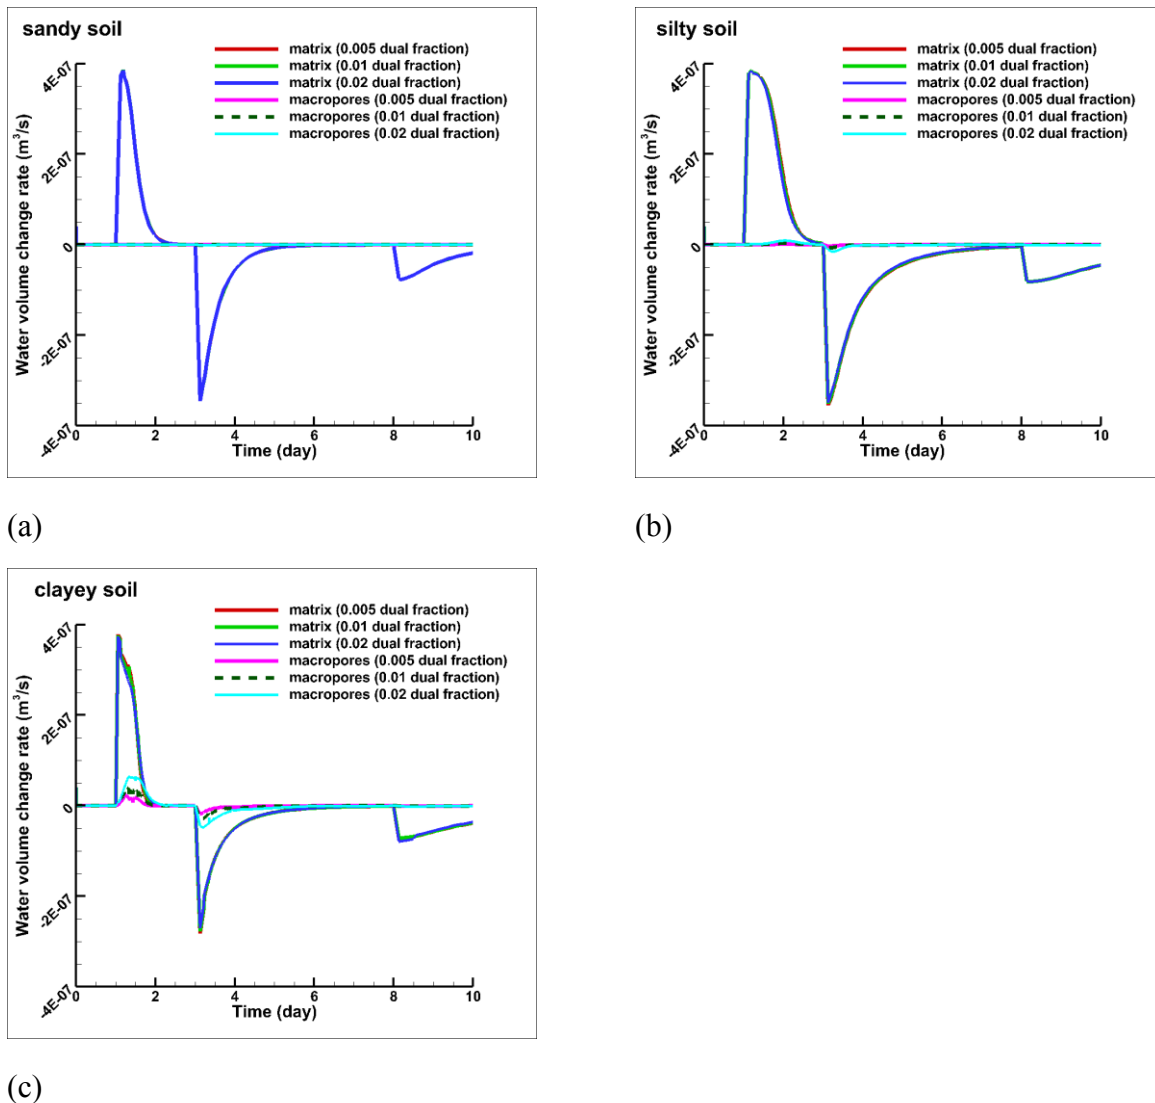 sandy soil
matrix (0.005 dual fraction)
matrix (0.01 dual fraction)
matrix (0.02 dual fraction)
macropores (0.005 dual fraction)
macropores (0.01 dual fraction)
macropores (0.02 dual fraction)
Water volume change rate (m³/s)
4E-07
2E-07
0
-2E-07
-4E-07
0 2 4 6 8 10
Time (day)
(a)
silty soil
matrix (0.005 dual fraction)
matrix (0.01 dual fraction)
matrix (0.02 dual fraction)
macropores (0.005 dual fraction)
macropores (0.01 dual fraction)
macropores (0.02 dual fraction)
Water volume change rate (m³/s)
4E-07
2E-07
0
-2E-07
-4E-07
0 2 4 6 8 10
Time (day)
(b)
clayey soil
matrix (0.005 dual fraction)
matrix (0.01 dual fraction)
matrix (0.02 dual fraction)
macropores (0.005 dual fraction)
macropores (0.01 dual fraction)
macropores (0.02 dual fraction)
Water volume change rate (m³/s)
4E-07
2E-07
0
-2E-07
-4E-07
0 2 4 6 8 10
Time (day)
(c)